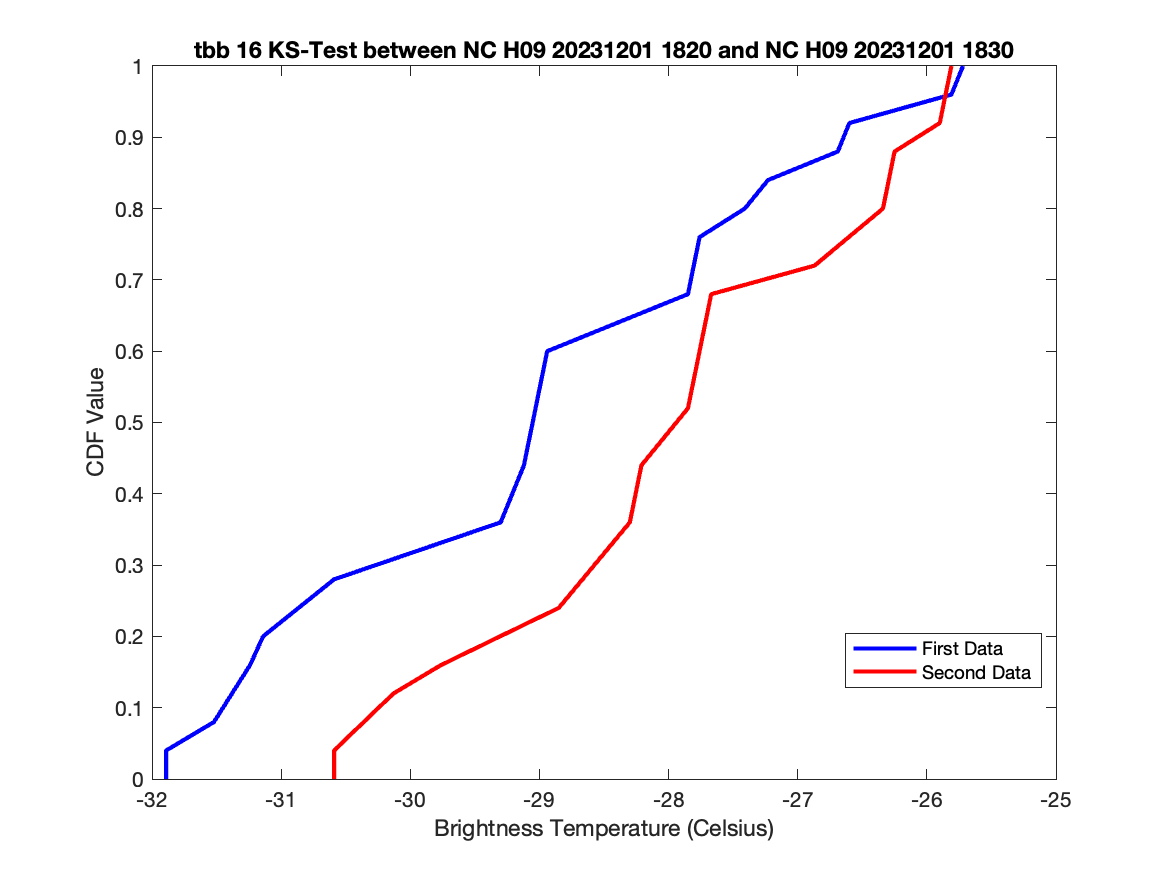 tbb 16 KS-Test between NC H09 20231201 1820 and NC H09 20231201 1830
1
0.9
0.8
0.7
0.6
0.5
0.4
0.3
0.2
0.1
0
CDF Value
First Data
Second Data
-32 -31 -30 -29 -28 -27 -26 -25
Brightness Temperature (Celsius)